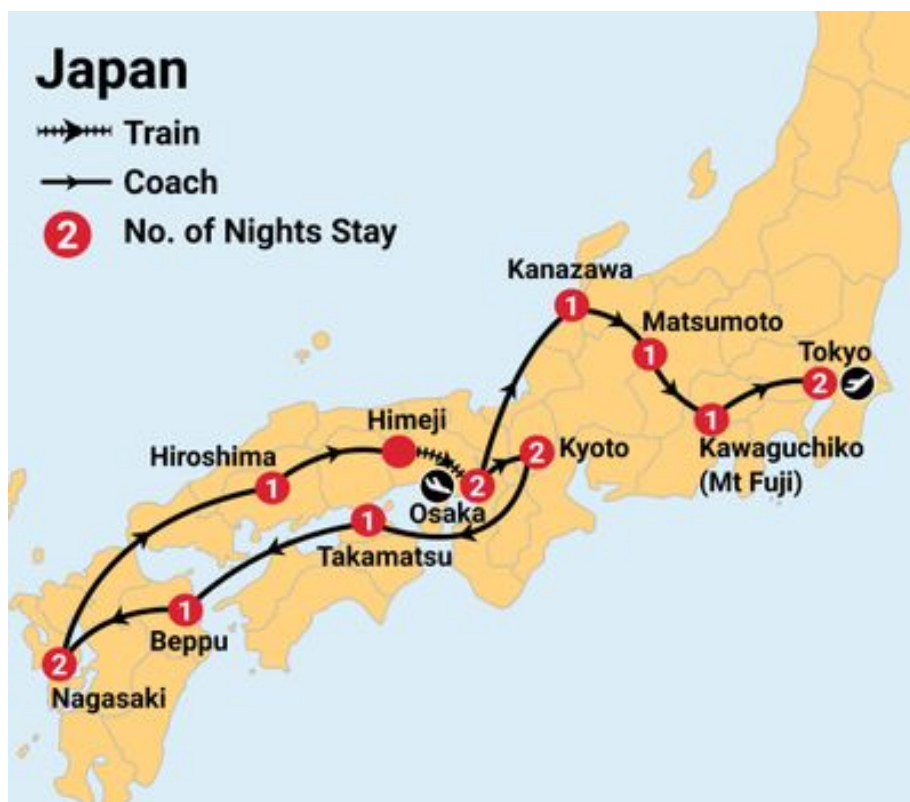 Japan
Train
Coach
2 No. of Nights Stay
Kanazawa
1
Matsumoto
1
Tokyo
2
1
Kawaguchiko
(Mt Fuji)
Himeji
Hiroshima
1
2 Kyoto
2
Osaka
1
Takamatsu
1
Beppu
2
Nagasaki